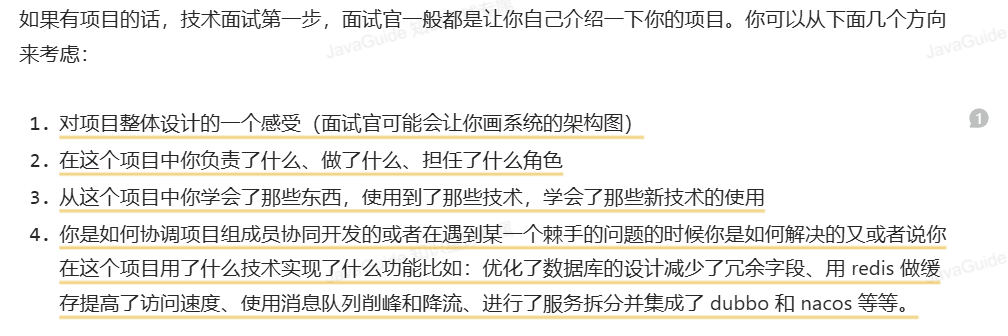 如果有项目的话，技术面试第一步，面试官一般都是让你自己介绍一下你的项目。你可以从下面几个方向
来考虑：
1. 对项目整体设计的一个感受（面试官可能会让你画系统的架构图）
1
2. 在这个项目中你负责了什么、做了什么、担任了什么角色
3. 从这个项目中你学会了那些东西，使用到了那些技术，学会了那些新技术的使用
4. 你是如何协调项目组成员协同开发的或者在遇到某一个棘手的问题的时候你是如何解决的又或者说你
在这个项目用了什么技术实现了什么功能比如：优化了数据库的设计减少了冗余字段、用 redis 做缓
存提高了访问速度、使用消息队列削峰和降流、进行了服务拆分并集成了 dubbo 和 nacos 等等。
JavaGuide
JavaGuide
JavaGuide